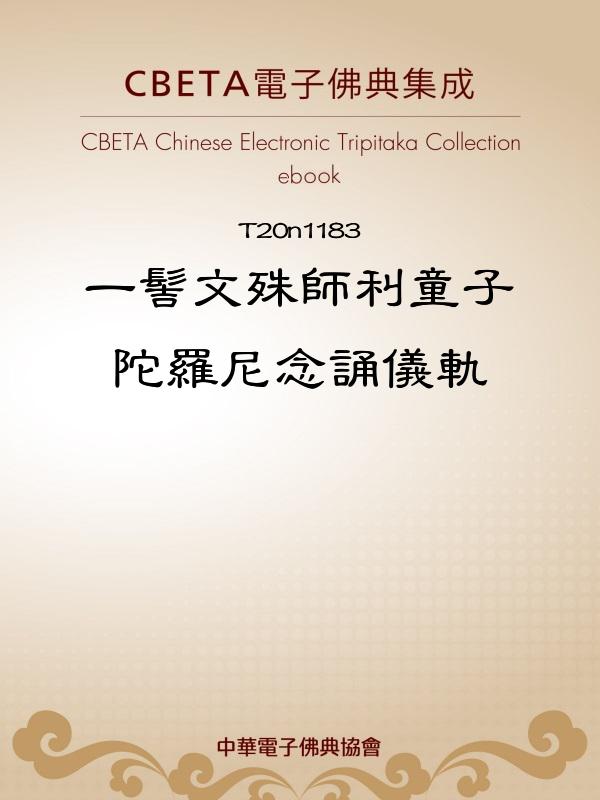 CBETA電子佛典集成
CBETA Chinese Electronic Tripitaka Collection
ebook
T20n1183
一髻文殊師利童子
陀羅尼念誦儀軌
中華電子佛典協會